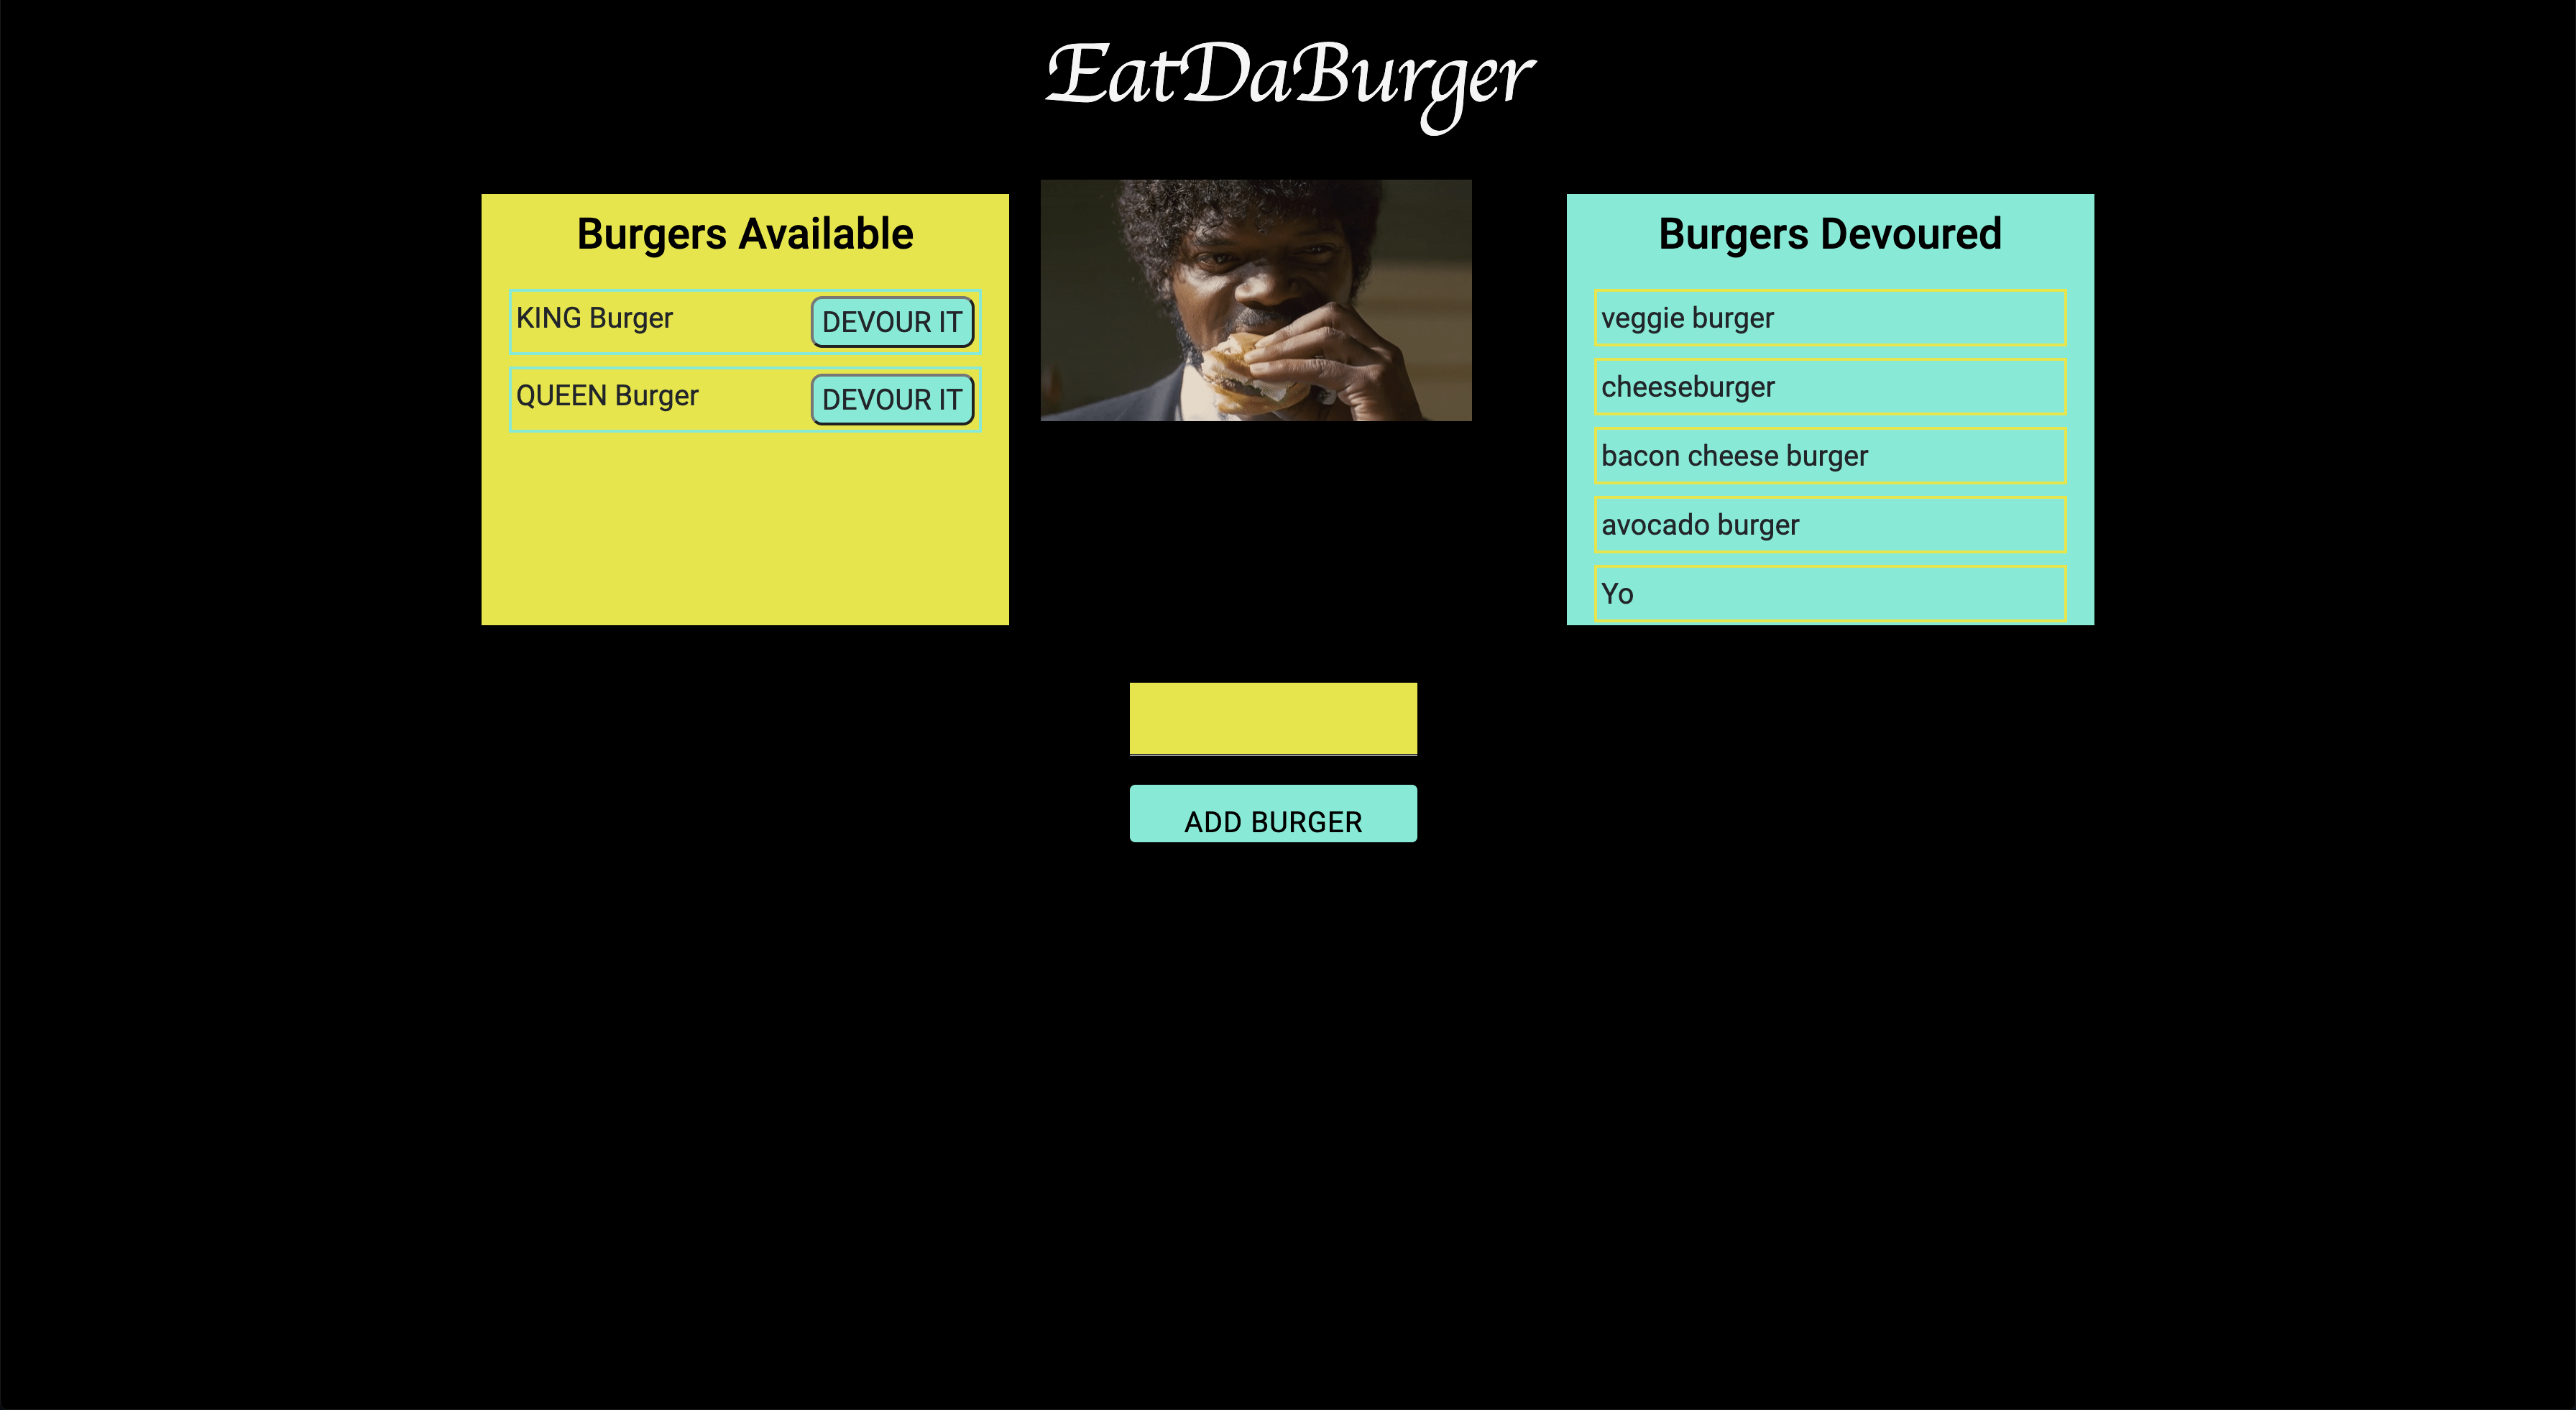 EatDaBurger
Burgers Available
KING Burger
DEVOUR IT
QUEEN Burger
DEVOUR IT
Burgers Devoured
veggie burger
cheeseburger
bacon cheese burger
avocado burger
Yo
ADD BURGER